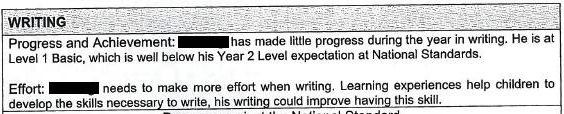 WRITING
Progress and Achievement: has made little progress during the year in writing. He is at
Level 1 Basic, which is well below his Year 2 Level expectation at National Standards.
Effort: needs to make more effort when writing. Learning experiences help children to
develop the skills necessary to write, his writing could improve having this skill.